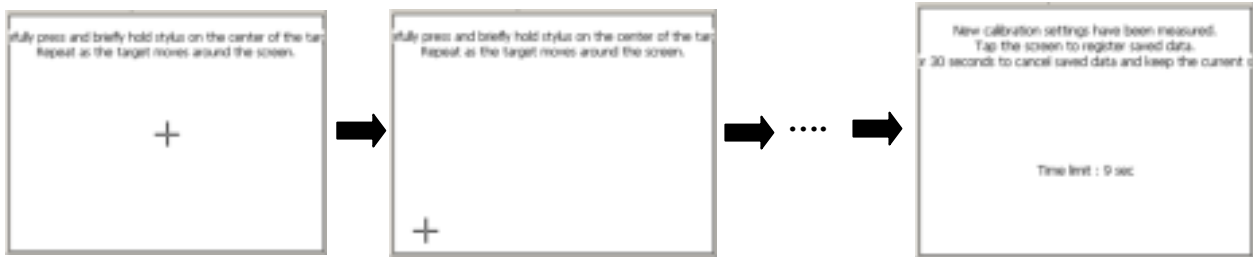 efully press and briefly hold stylus on the center of the tar
Repeat as the target moves around the screen.
efully press and briefly hold stylus on the center of the tar
Repeat as the target moves around the screen.
....
New calibration settings have been measured.
Tap the screen to register saved data.
r 30 seconds to cancel saved data and keep the current s
Time limit : 9 sec